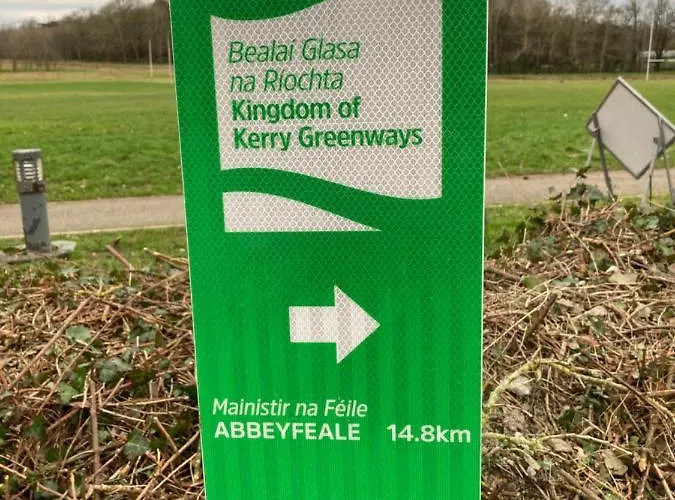 Bealaí Glasa
na Ríochta
Kingdom of
Kerry Greenways
Mainistir na Féile
ABBEYFEALE 14.8km